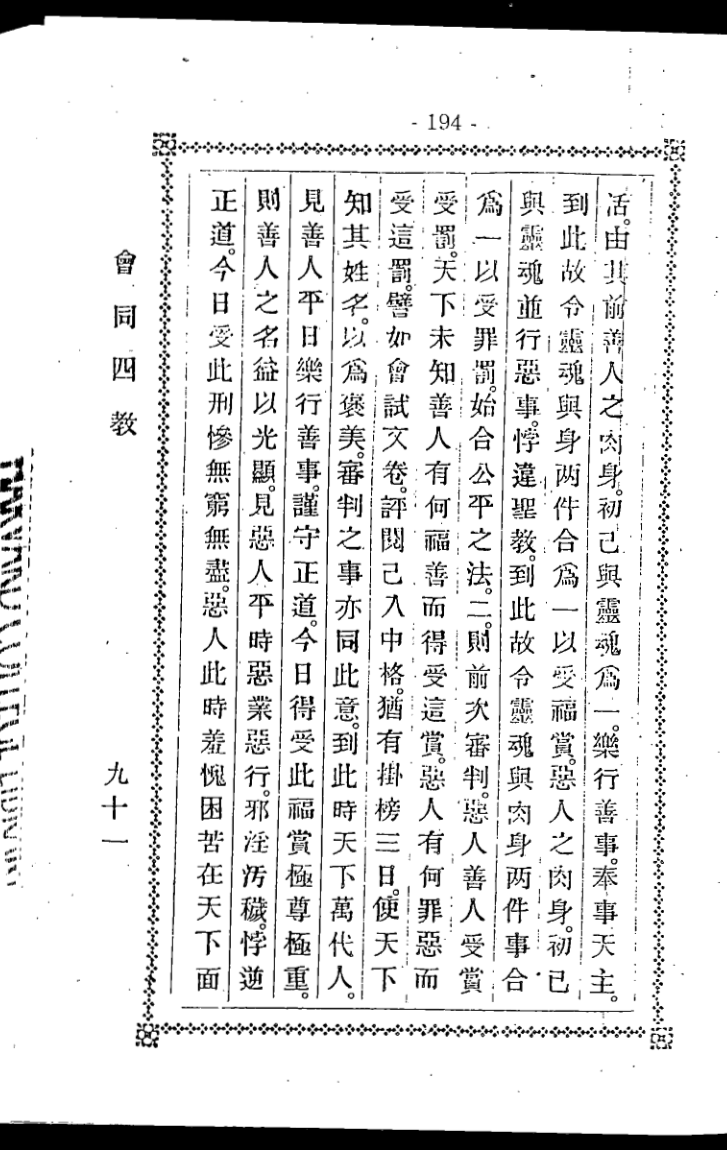 - 194 -
活。由其前善人之肉身。初已與靈魂爲一。樂行善事。奉事天主。
到此故令靈魂與身两件合爲一以受福賞。惡人之肉身。初已
與靈魂並行惡事。悖違聖教。到此故令靈魂與肉身两件事合
爲一以受罪罰。始合公平之法。二則前次審判。惡人善人受賞
受罰。天下未知善人有何福善而得受這賞。惡人有何罪惡而
受這罰。譬如會試文卷。評閱已入中格。猶有掛榜三日。使天下
知其姓名。以爲褒美。審判之事亦同此意。到此時天下萬代人。
見善人平日樂行善事。謹守正道。今日得受此福賞極尊極重。
則善人之名益以光顯。見惡人平時惡業惡行。邪淫污穢。悖逆
正道。今日受此刑慘無窮無盡。惡人此時羞愧困苦在天下面
會同四教
九十一